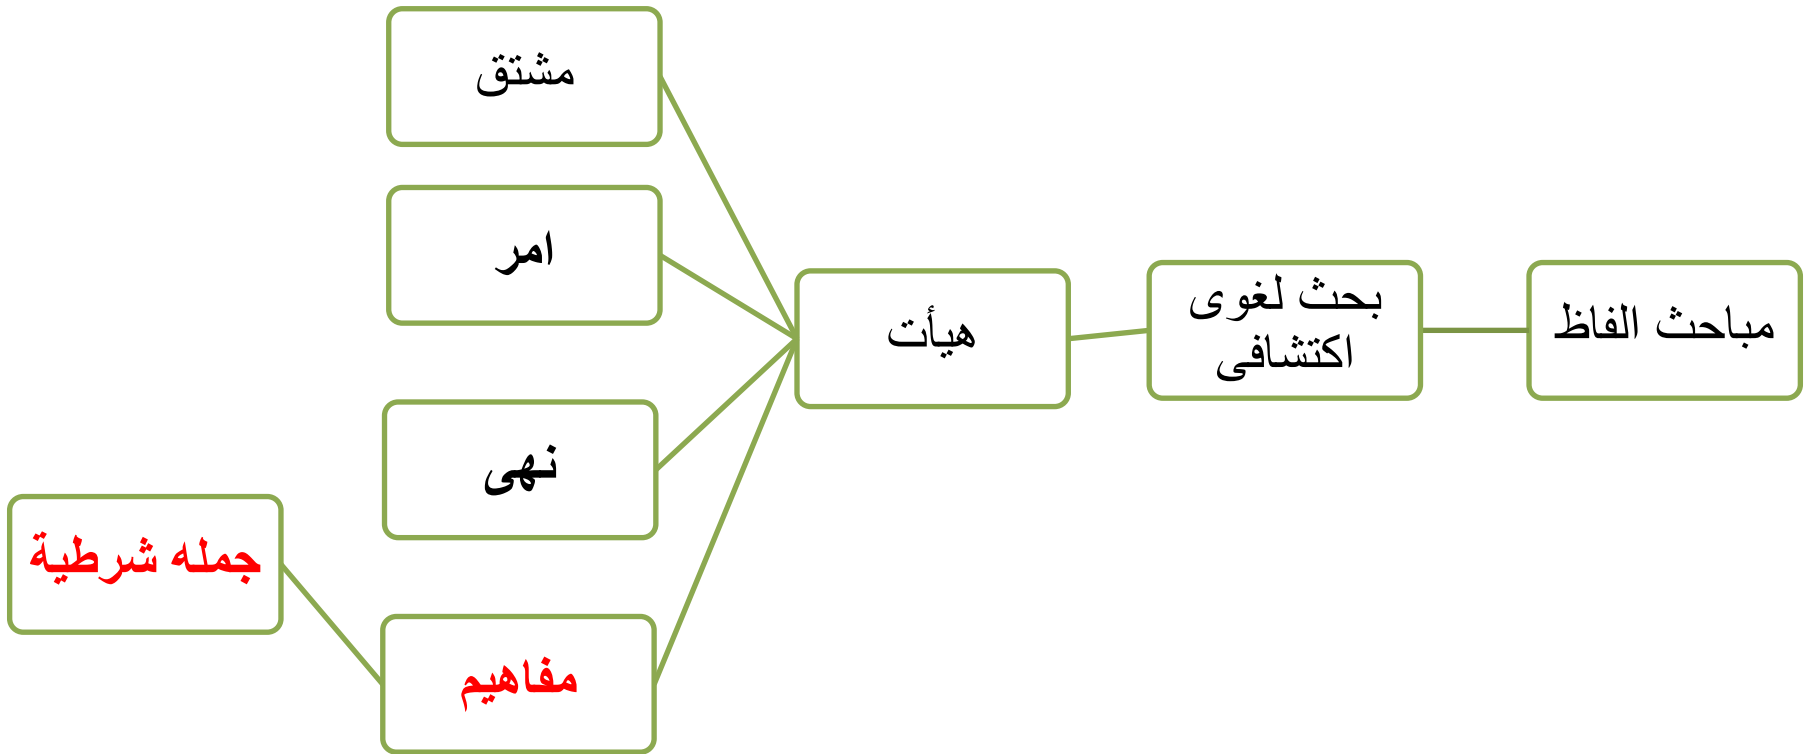 مباحث الفاظ
بحث لغوى
اكتشافى
هيأت
مشتق
امر
نهى
مفاهيم
جمله شرطية